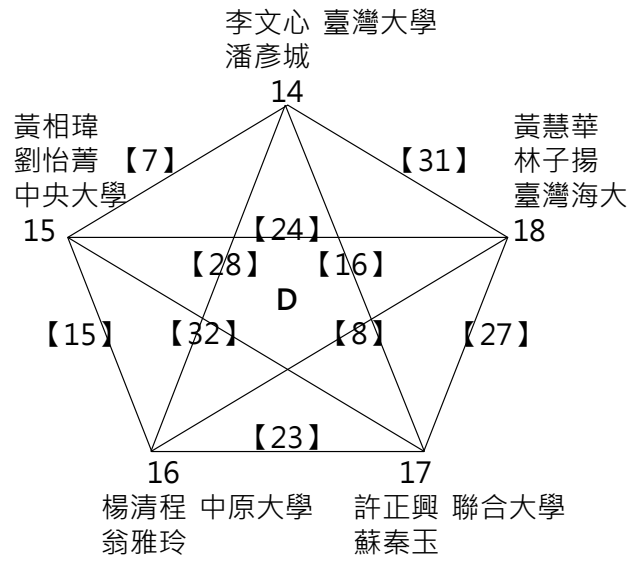 李文心 臺灣大學
潘彥城
14
黃相瑋
劉怡菁
中央大學
15
【7】
【31】
黃慧華
林子揚
臺灣海大
18
【24】
【28】
【16】
D
【15】
【32】
【8】
【27】
【23】
16
楊清程 中原大學
翁雅玲
17
許正興 聯合大學
蘇秦玉